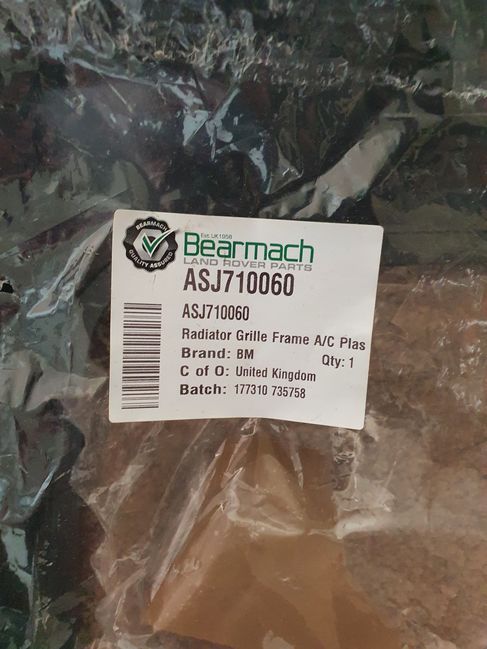 BEARMACH
QUALITY ASSURED
Est. UK 1958
Bearmach
LAND ROVER PARTS
ASJ710060
ASJ710060
Radiator Grille Frame A/C Plas
Brand: BM Qty: 1
C of O: United Kingdom
Batch: 177310 735758